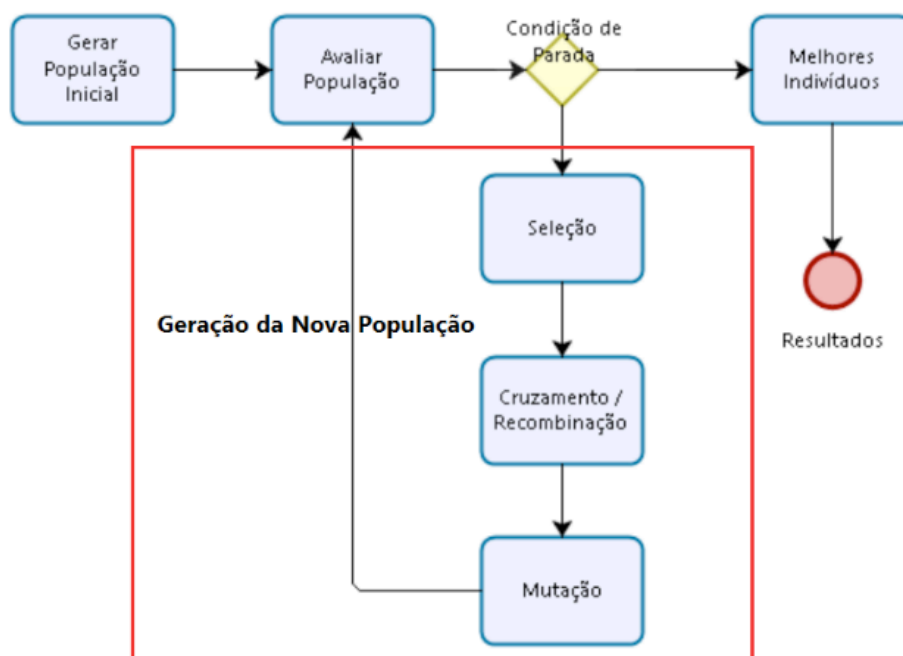 Gerar
População
Inicial
Avaliar
População
Condição de
Parada
Melhores
Indivíduos
Seleção
Geração da Nova População
Resultados
Cruzamento /
Recombinação
Mutação